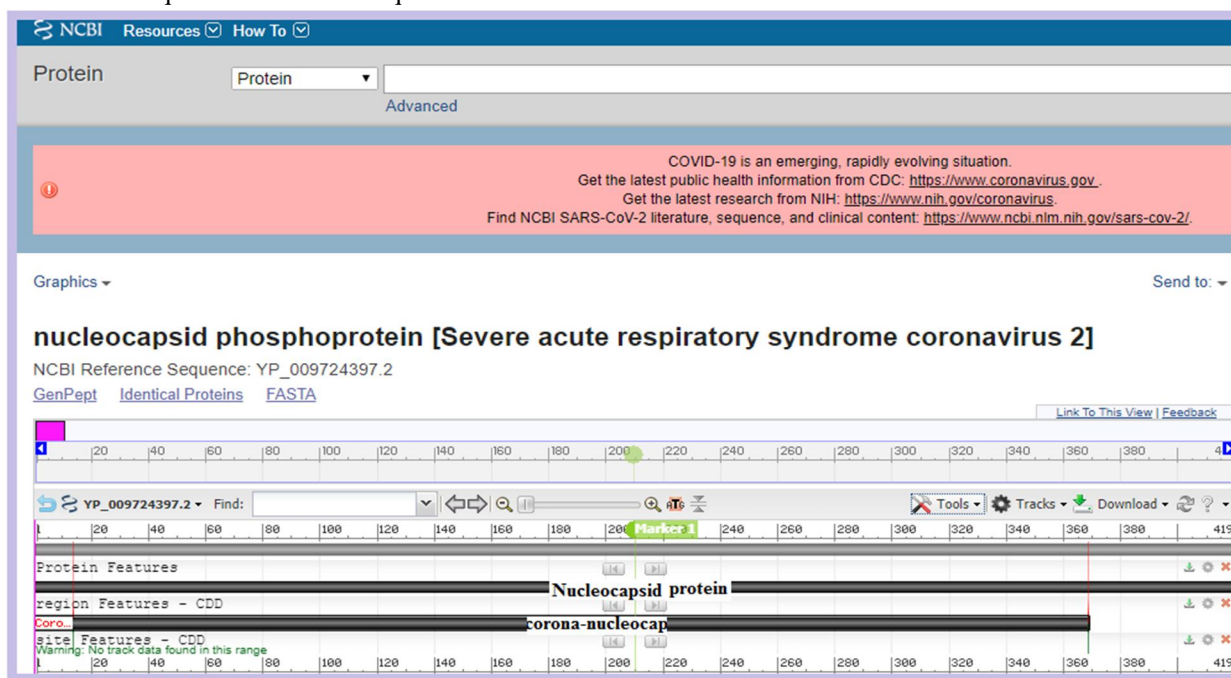 NCBI Resources How To
Protein Protein
Advanced
COVID-19 is an emerging, rapidly evolving situation.
Get the latest public health information from CDC: https://www.coronavirus.gov .
Get the latest research from NIH: https://www.nih.gov/coronavirus.
Find NCBI SARS-CoV-2 literature, sequence, and clinical content: https://www.ncbi.nlm.nih.gov/sars-cov-2/.
Graphics Send to:
nucleocapsid phosphoprotein [Severe acute respiratory syndrome coronavirus 2]
NCBI Reference Sequence: YP_009724397.2
GenPept Identical Proteins FASTA
Link To This View | Feedback
20 40 60 80 100 120 140 160 180 200 220 240 260 280 300 320 340 360 380 4
YP_009724397.2 Find: ATG Tools Tracks Download ?
1 20 40 60 80 100 120 140 160 180 200 Marker 1 240 260 280 300 320 340 360 380 419
Protein Features
Nucleocapsid protein
region Features - CDD
Coro... corona-nucleocap
site Features - CDD
Warning: No track data found in this range
1 20 40 60 80 100 120 140 160 180 200 220 240 260 280 300 320 340 360 380 419